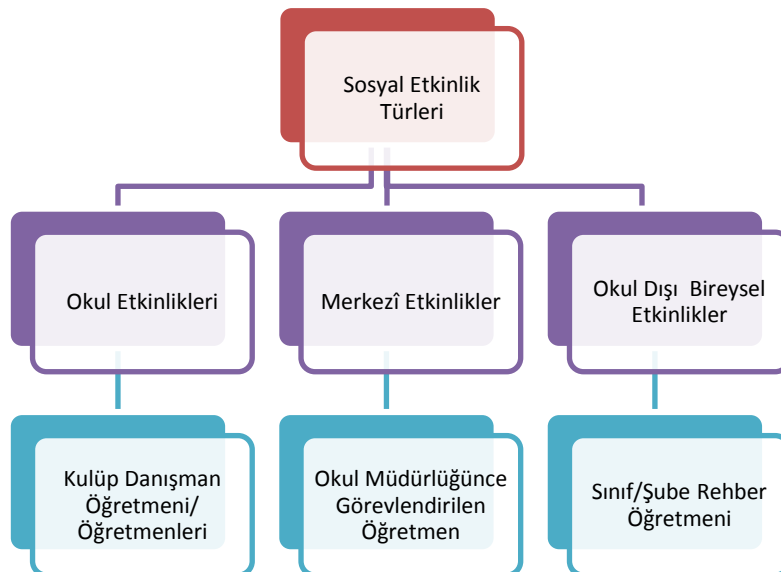 Sosyal Etkinlik
Türleri
Okul Etkinlikleri
Merkezî Etkinlikler
Okul Dışı Bireysel
Etkinlikler
Kulüp Danışman
Öğretmeni/
Öğretmenleri
Okul Müdürlüğünce
Görevlendirilen
Öğretmen
Sınıf/Şube Rehber
Öğretmeni